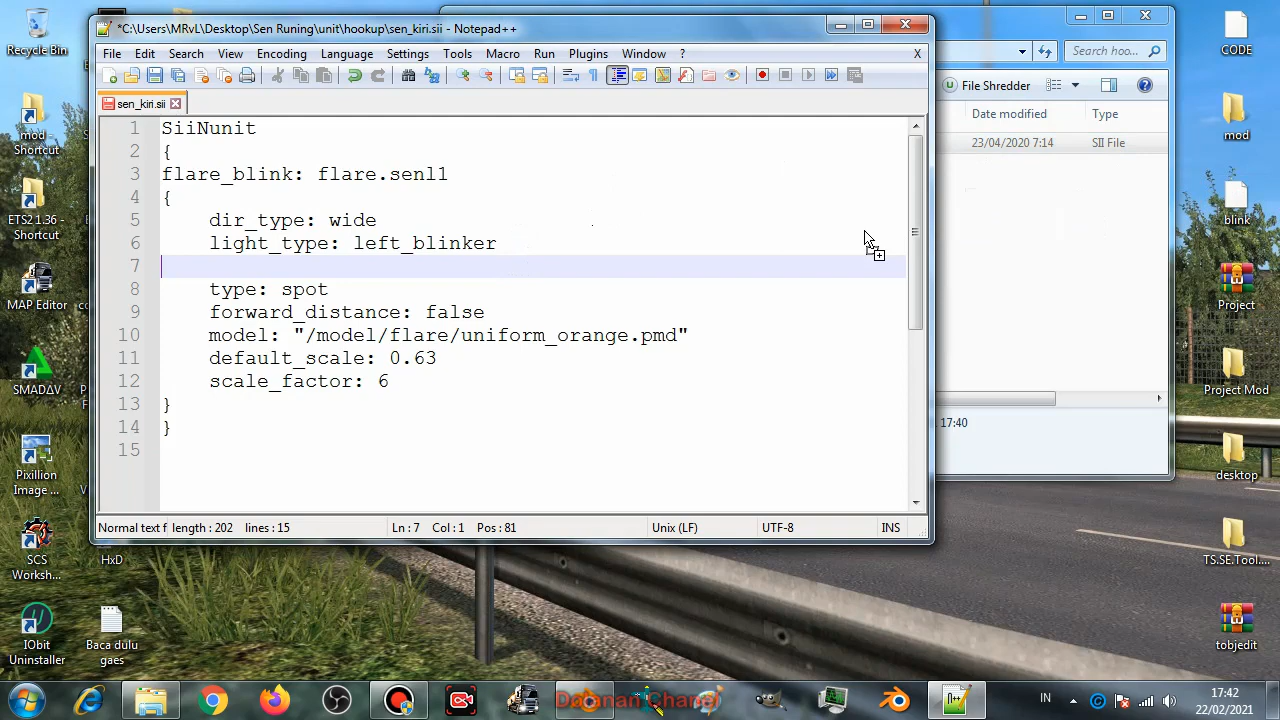 Recycle Bin
mod - Shortcut
ETS2 1.36 - Shortcut
MAP Editor
SMADΔV
Pixillion Image ...
SCS Worksh...
HxD
IObit Uninstaller
Baca dulu gaes
*C:\Users\MRvL\Desktop\Sen Runing\unit\hookup\sen_kiri.sii - Notepad++
File Edit Search View Encoding Language Settings Tools Macro Run Plugins Window ? X
sen_kiri.sii
1 SiiNunit
2 {
3 flare_blink: flare.senl1
4 {
5 dir_type: wide
6 light_type: left_blinker
7
8 type: spot
9 forward_distance: false
10 model: "/model/flare/uniform_orange.pmd"
11 default_scale: 0.63
12 scale_factor: 6
13 }
14 }
15
Normal text f length : 202 lines : 15 Ln : 7 Col : 1 Pos : 81 Unix (LF) UTF-8 INS
Search hoo...
File Shredder
Date modified Type
23/04/2020 7:14 SII File
17:40
CODE
mod
blink
Project
Project Mod
desktop
TS.SE.Tool....
tobjedit
Dafanan Chanel
IN
17:42
22/02/2021